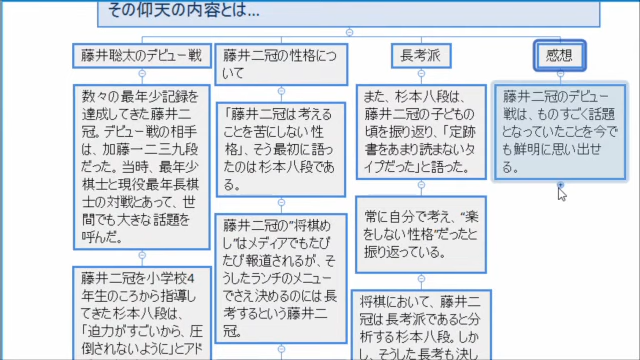 その仰天の内容とは…
藤井聡太のデビュー戦
数々の最年少記録を
達成してきた藤井二
冠。デビュー戦の相手
は、加藤一二三九段
だった。当時、最年少
棋士と現役最年長棋
士の対戦とあって、世
間でも大きな話題を
呼んだ。
藤井二冠を小学校4
年生のころから指導し
てきた杉本八段は、
「迫力がすごいから、圧
倒されないように」とアド
藤井二冠の性格につ
いて
「藤井二冠は考える
ことを苦にしない性
格」、そう最初に語っ
たのは杉本八段であ
る。
藤井二冠の"将棋め
し"はメディアでもたび
たび報道されるが、そ
うしたランチのメニュー
でさえ決めるのには長
考するという藤井二
冠。
長考派
また、杉本八段は、
藤井二冠の子どもの
頃を振り返り、「定跡
書をあまり読まないタ
イプだった」と語った。
常に自分で考え、"楽
をしない性格"だったと
振り返っている。
将棋において、藤井二
冠は長考派であると分
析する杉本八段。しか
し、そうした長考も決し
感想
藤井二冠のデビュー
戦は、ものすごく話題
となっていたことを今で
も鮮明に思い出せ
る。